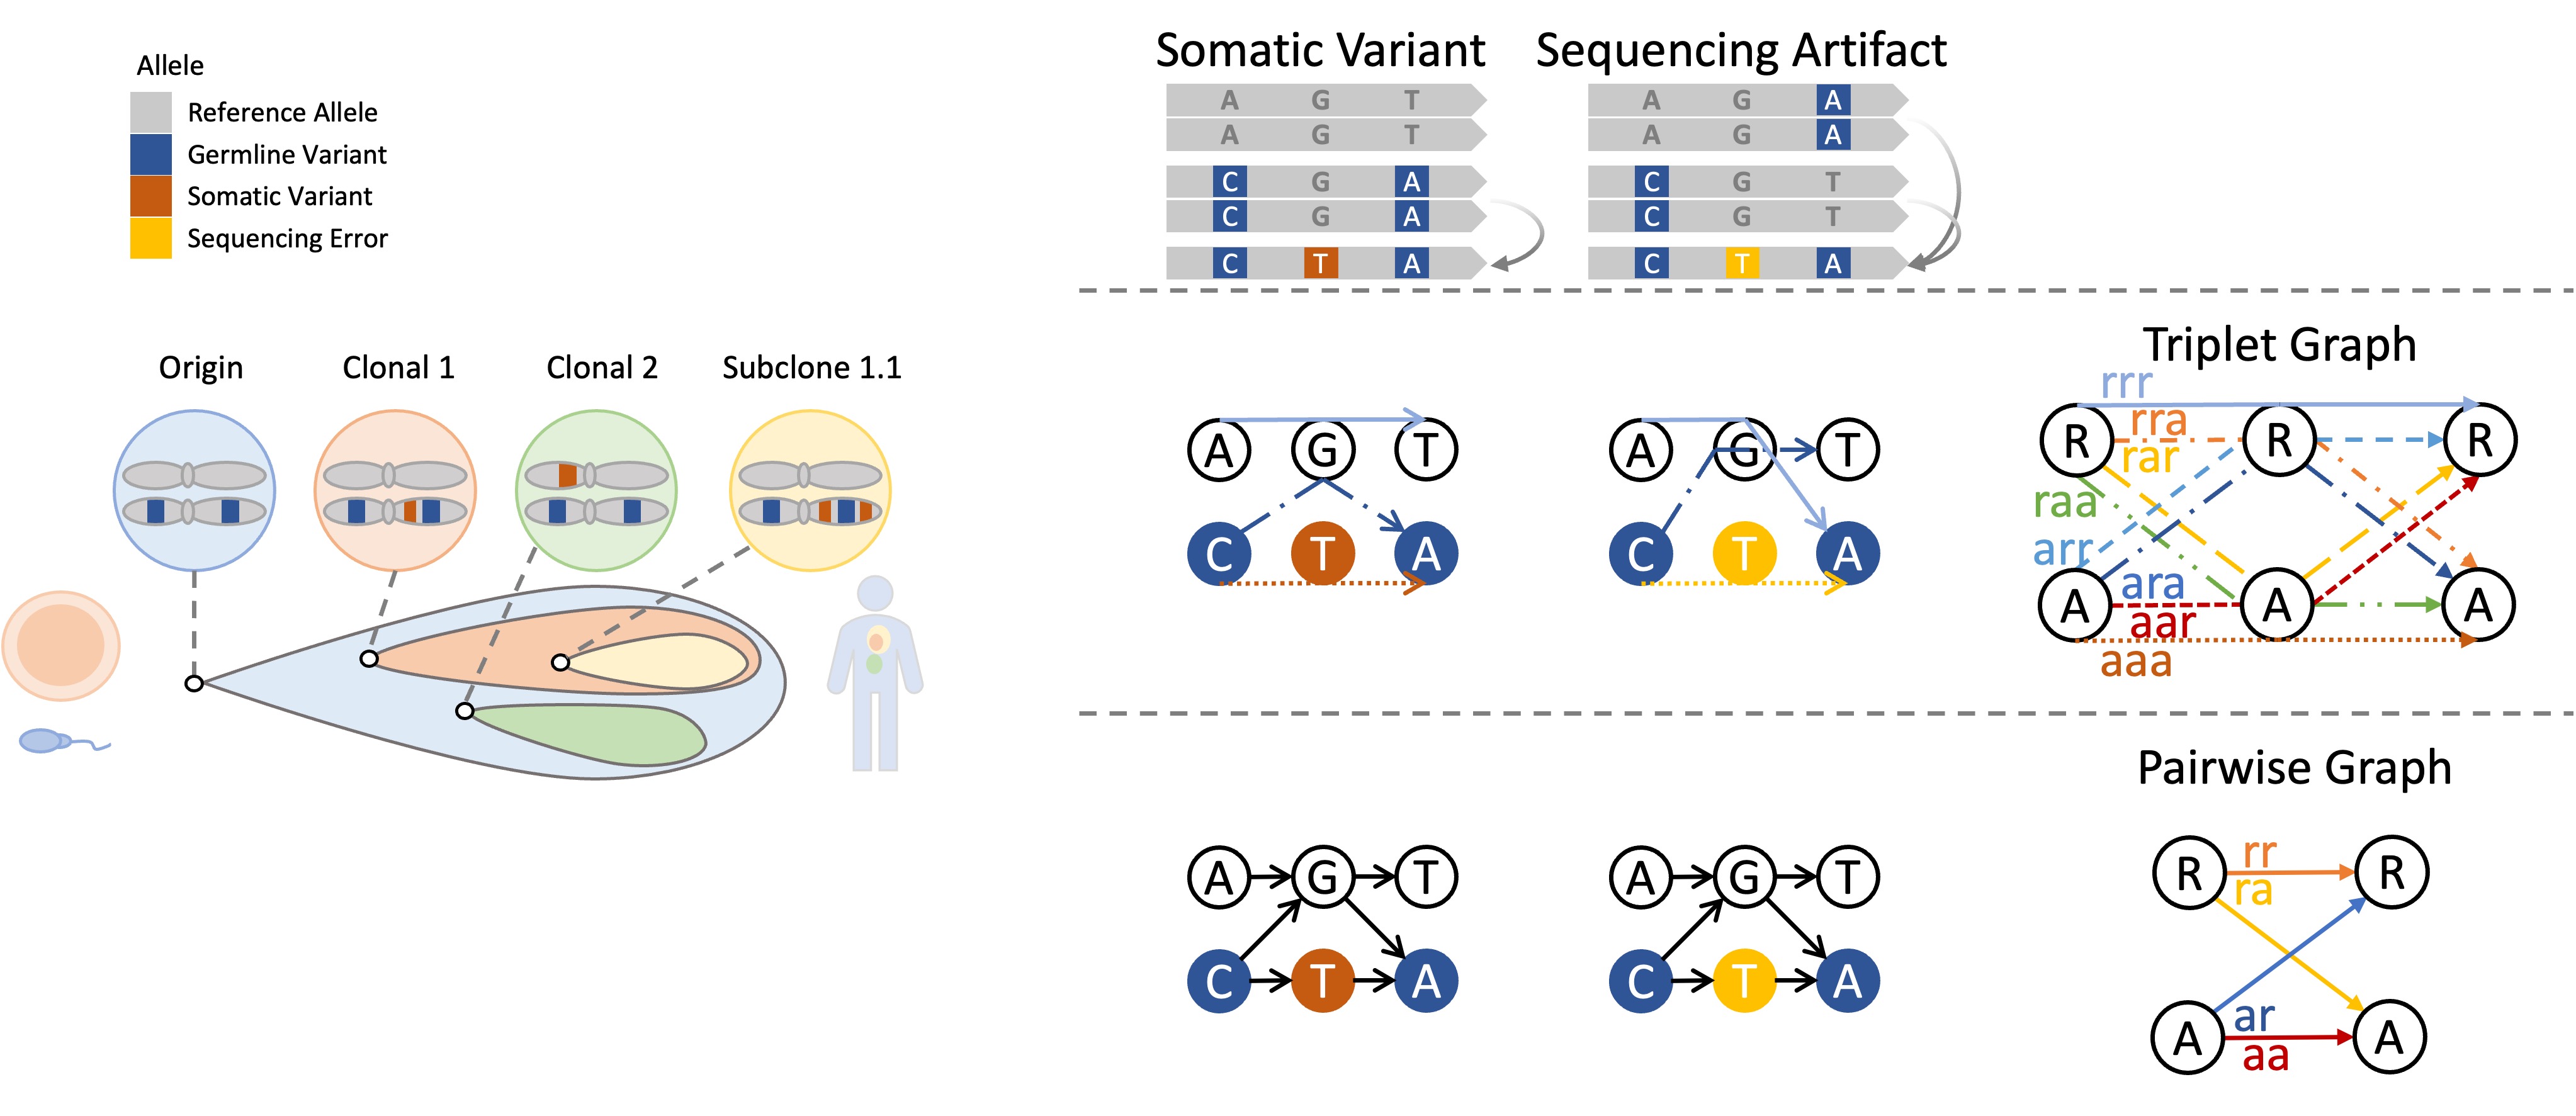 Allele
Reference Allele
Germline Variant
Somatic Variant
Sequencing Error
Origin
Clonal 1
Clonal 2
Subclone 1.1
Somatic Variant
A G T
A G T
C G A
C G A
C T A
Sequencing Artifact
A G A
A G A
C G T
C G T
C T A
A G T
C T A
A G T
C T A
Triplet Graph
rrr
rra
R R R
rar
raa
arr
ara
A A A
aar
aaa
A G T
C T A
A G T
C T A
Pairwise Graph
rr
R R
ra
ar
A A
aa